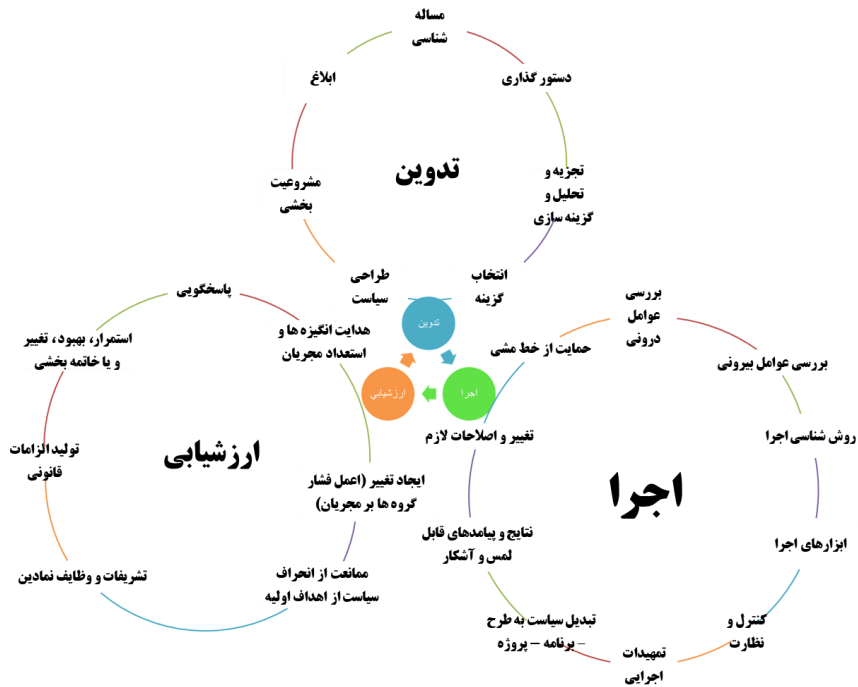 مساله
شناسی
دستور گذاری
تجزیه و
تحلیل و
گزینه سازی
انتخاب
گزینه
طراحی
سیاست
مشروعیت
بخشی
ابلاغ
تدوین
تدوین
اجرا
ارزشیابي
بررسی
عوامل
درونی
بررسی عوامل بیرونی
روش شناسی اجرا
ابزارهای اجرا
کنترل و
نظارت
تمهیدات
اجرایی
تبدیل سیاست به طرح
– برنامه – پروژه
نتایج و پیامدهای قابل
لمس و آشکار
تغییر و اصلاحات لازم
حمایت از خط مشی
اجرا
پاسخگویی
هدایت انگیزه ها و
استعداد مجریان
ایجاد تغییر (اعمل فشار
گروه ها بر مجریان)
ممانعت از انحراف
سیاست از اهداف اولیه
تشریفات و وظایف نمادین
تولید الزامات
قانونی
استمرار، بهبود ، تغییر
و یا خاتمه بخشی
ارزشیابی